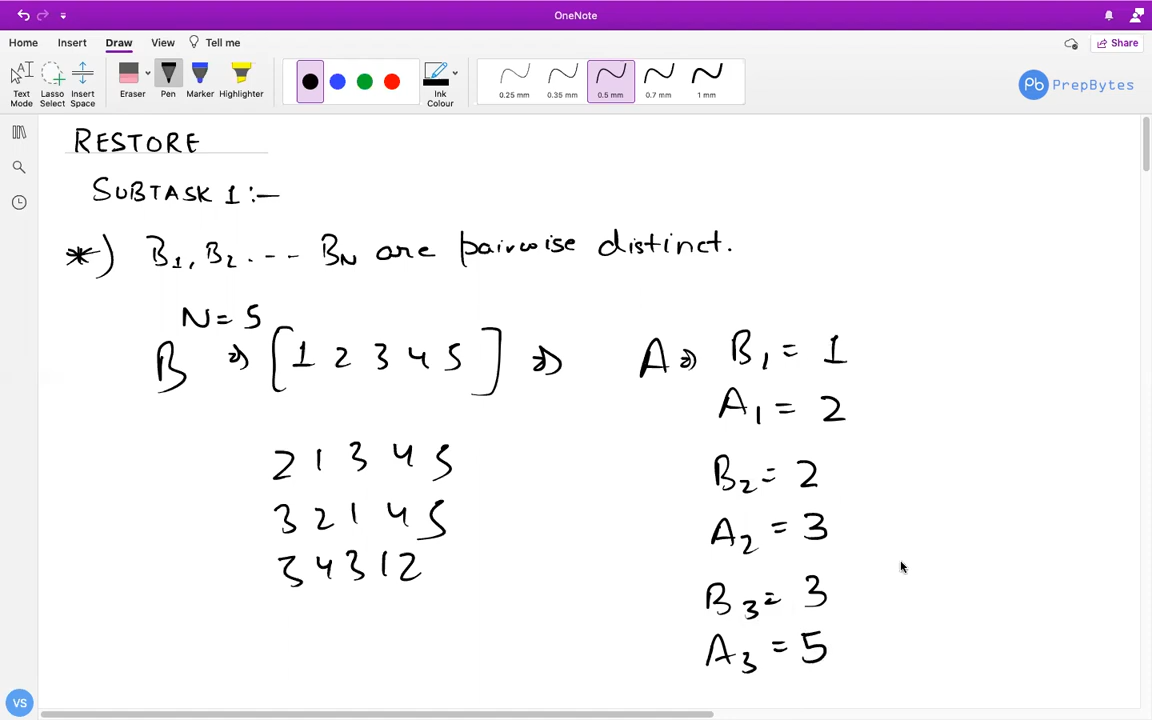 OneNote
Home Insert Draw View Tell me
Share
Text Mode
Lasso Select
Insert Space
Eraser
Pen
Marker
Highlighter
Ink Colour
0.25 mm
0.35 mm
0.5 mm
0.7 mm
1 mm
Pb PrepBytes
RESTORE
SUBTASK 1 :-
*) B1, B2 . - - - BN are pairwise distinct.
N = 5
B ⇒ [ 1 2 3 4 5 ] ⇒
2 1 3 4 5
3 2 1 4 5
3 4 3 1 2
A ⇒ B1 = 1
A1 = 2
B2 = 2
A2 = 3
B3 = 3
A3 = 5
VS